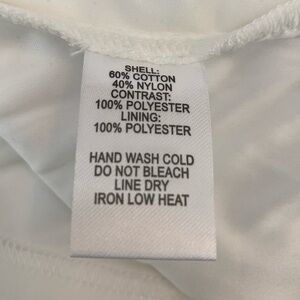 SHELL:
60% COTTON
40% NYLON
CONTRAST:
100% POLYESTER
LINING:
100% POLYESTER
HAND WASH COLD
DO NOT BLEACH
LINE DRY
IRON LOW HEAT